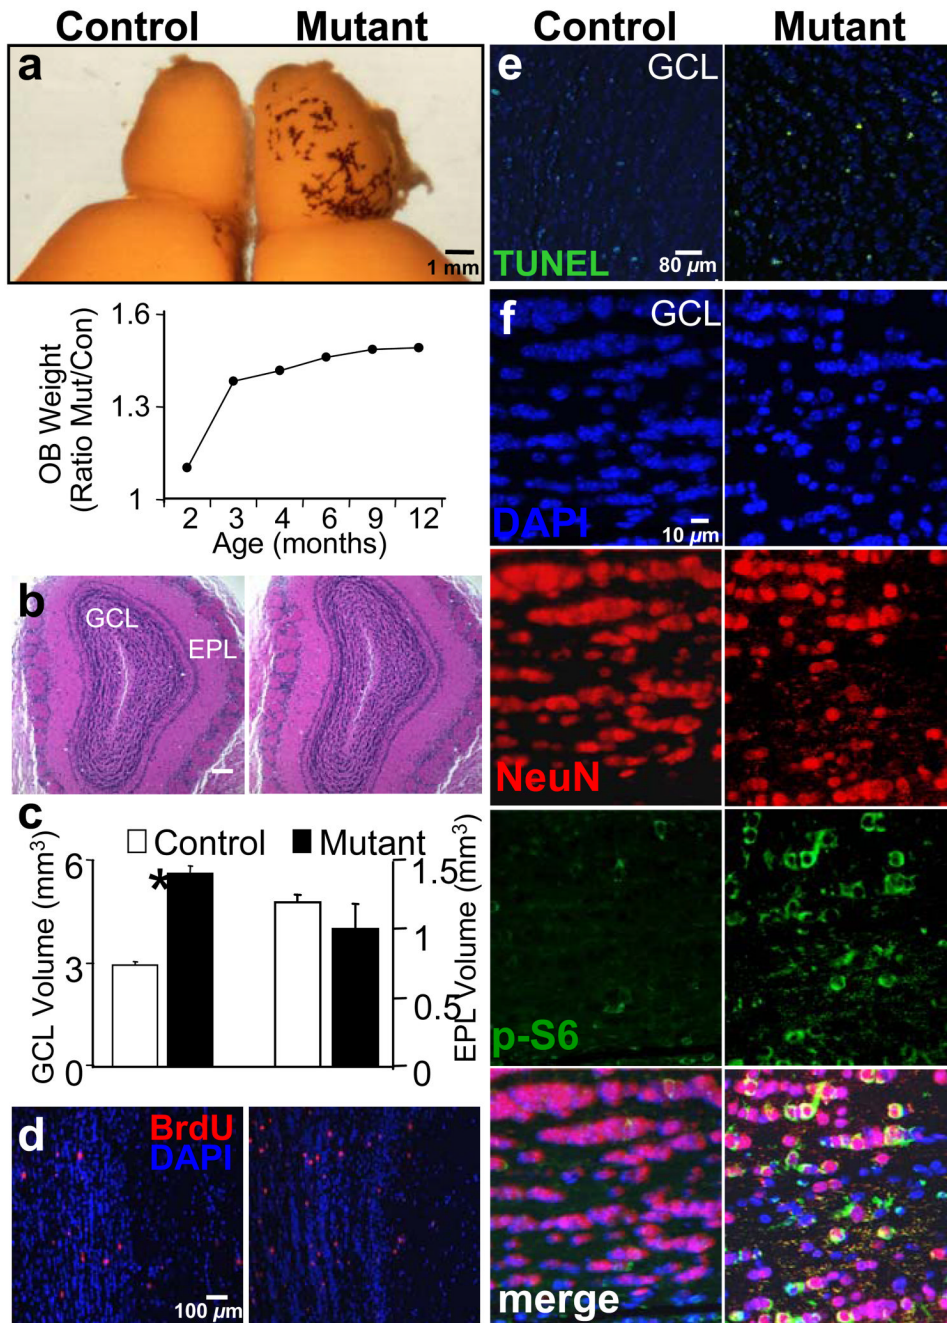 Control Mutant
a
1 mm
1.6
1.3
1
OB Weight
(Ratio Mut/Con)
2 3 4 6 9 12
Age (months)
b
GCL
EPL
c
Control Mutant
6
3
0
GCL Volume (mm³)
*
1.5
1
0.5
0
EPL Volume (mm³)
d
BrdU
DAPI
100 µm
Control Mutant
e
GCL
TUNEL
80 µm
f
GCL
DAPI
10 µm
NeuN
p-S6
merge